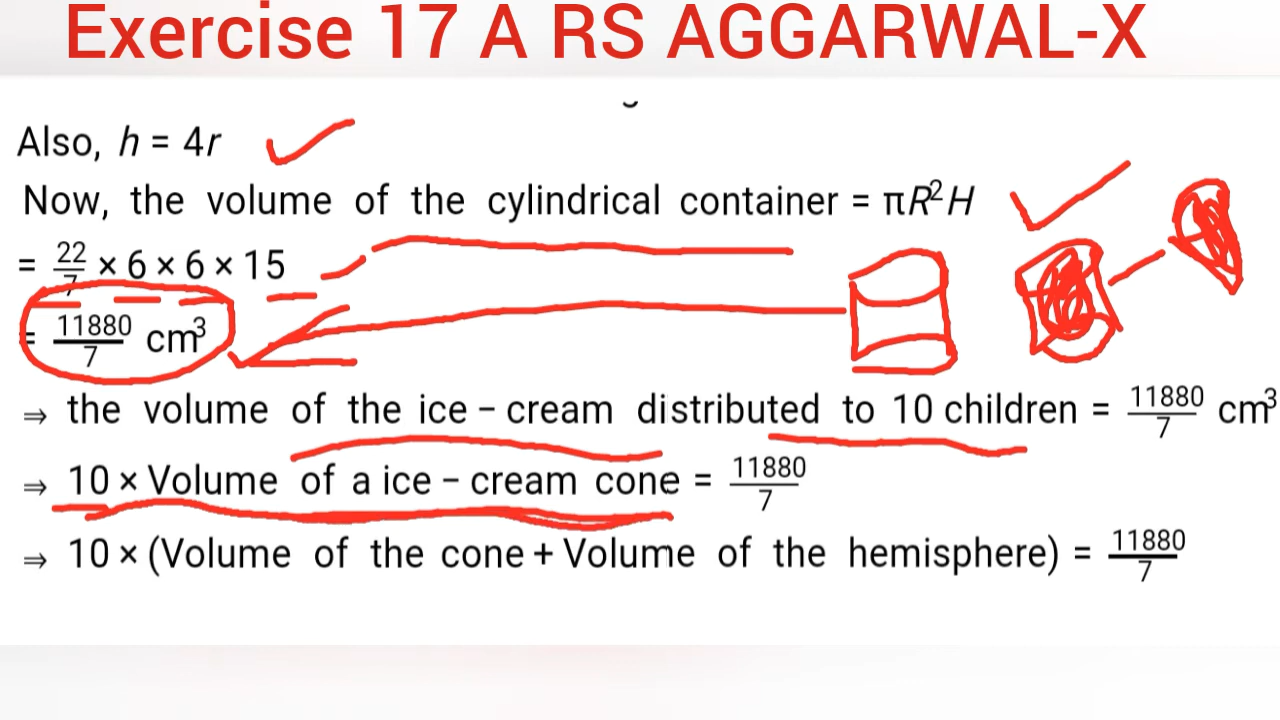 Exercise 17 A RS AGGARWAL-X
Also, h = 4r
Now, the volume of the cylindrical container = πR²H
= 22/7 × 6 × 6 × 15
= 11880/7 cm³
⇒ the volume of the ice – cream distributed to 10 children = 11880/7 cm³
⇒ 10 × Volume of a ice – cream cone = 11880/7
⇒ 10 × (Volume of the cone + Volume of the hemisphere) = 11880/7